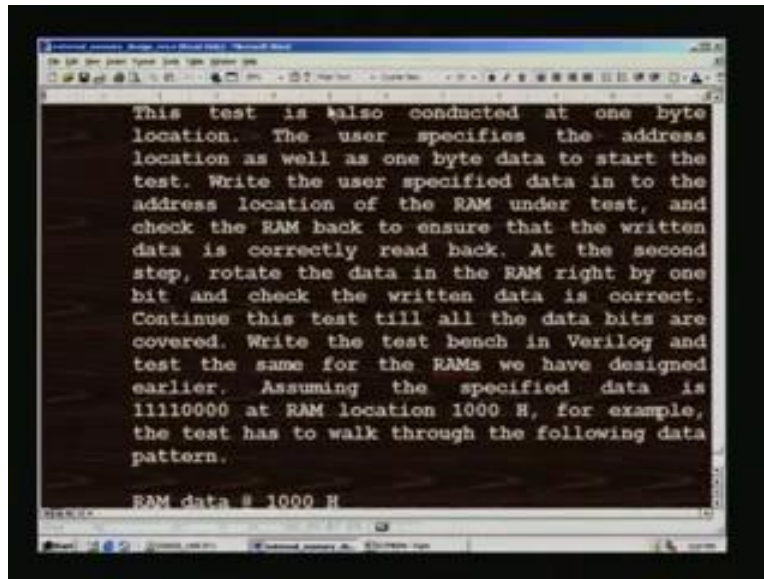 This test is also conducted at one byte
location. The user specifies the address
location as well as one byte data to start the
test. Write the user specified data in to the
address location of the RAM under test, and
check the RAM back to ensure that the written
data is correctly read back. At the second
step, rotate the data in the RAM right by one
bit and check the written data is correct.
Continue this test till all the data bits are
covered. Write the test bench in Verilog and
test the same for the RAMs we have designed
earlier. Assuming the specified data is
11110000 at RAM location 1000 H, for example,
the test has to walk through the following data
pattern.
RAM data @ 1000 H